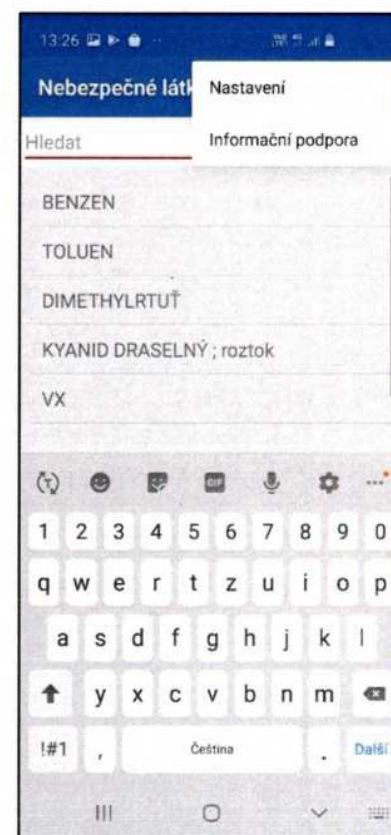 13:26
Nebezpečné látk
Nastavení
Informační podpora
Hledat
BENZEN
TOLUEN
DIMETHYLRTUŤ
KYANID DRASELNÝ ; roztok
VX
GIF
1 2 3 4 5 6 7 8 9 0
q w e r t z u i o p
a s d f g h j k l
y x c v b n m
!#1 , Čeština . Další